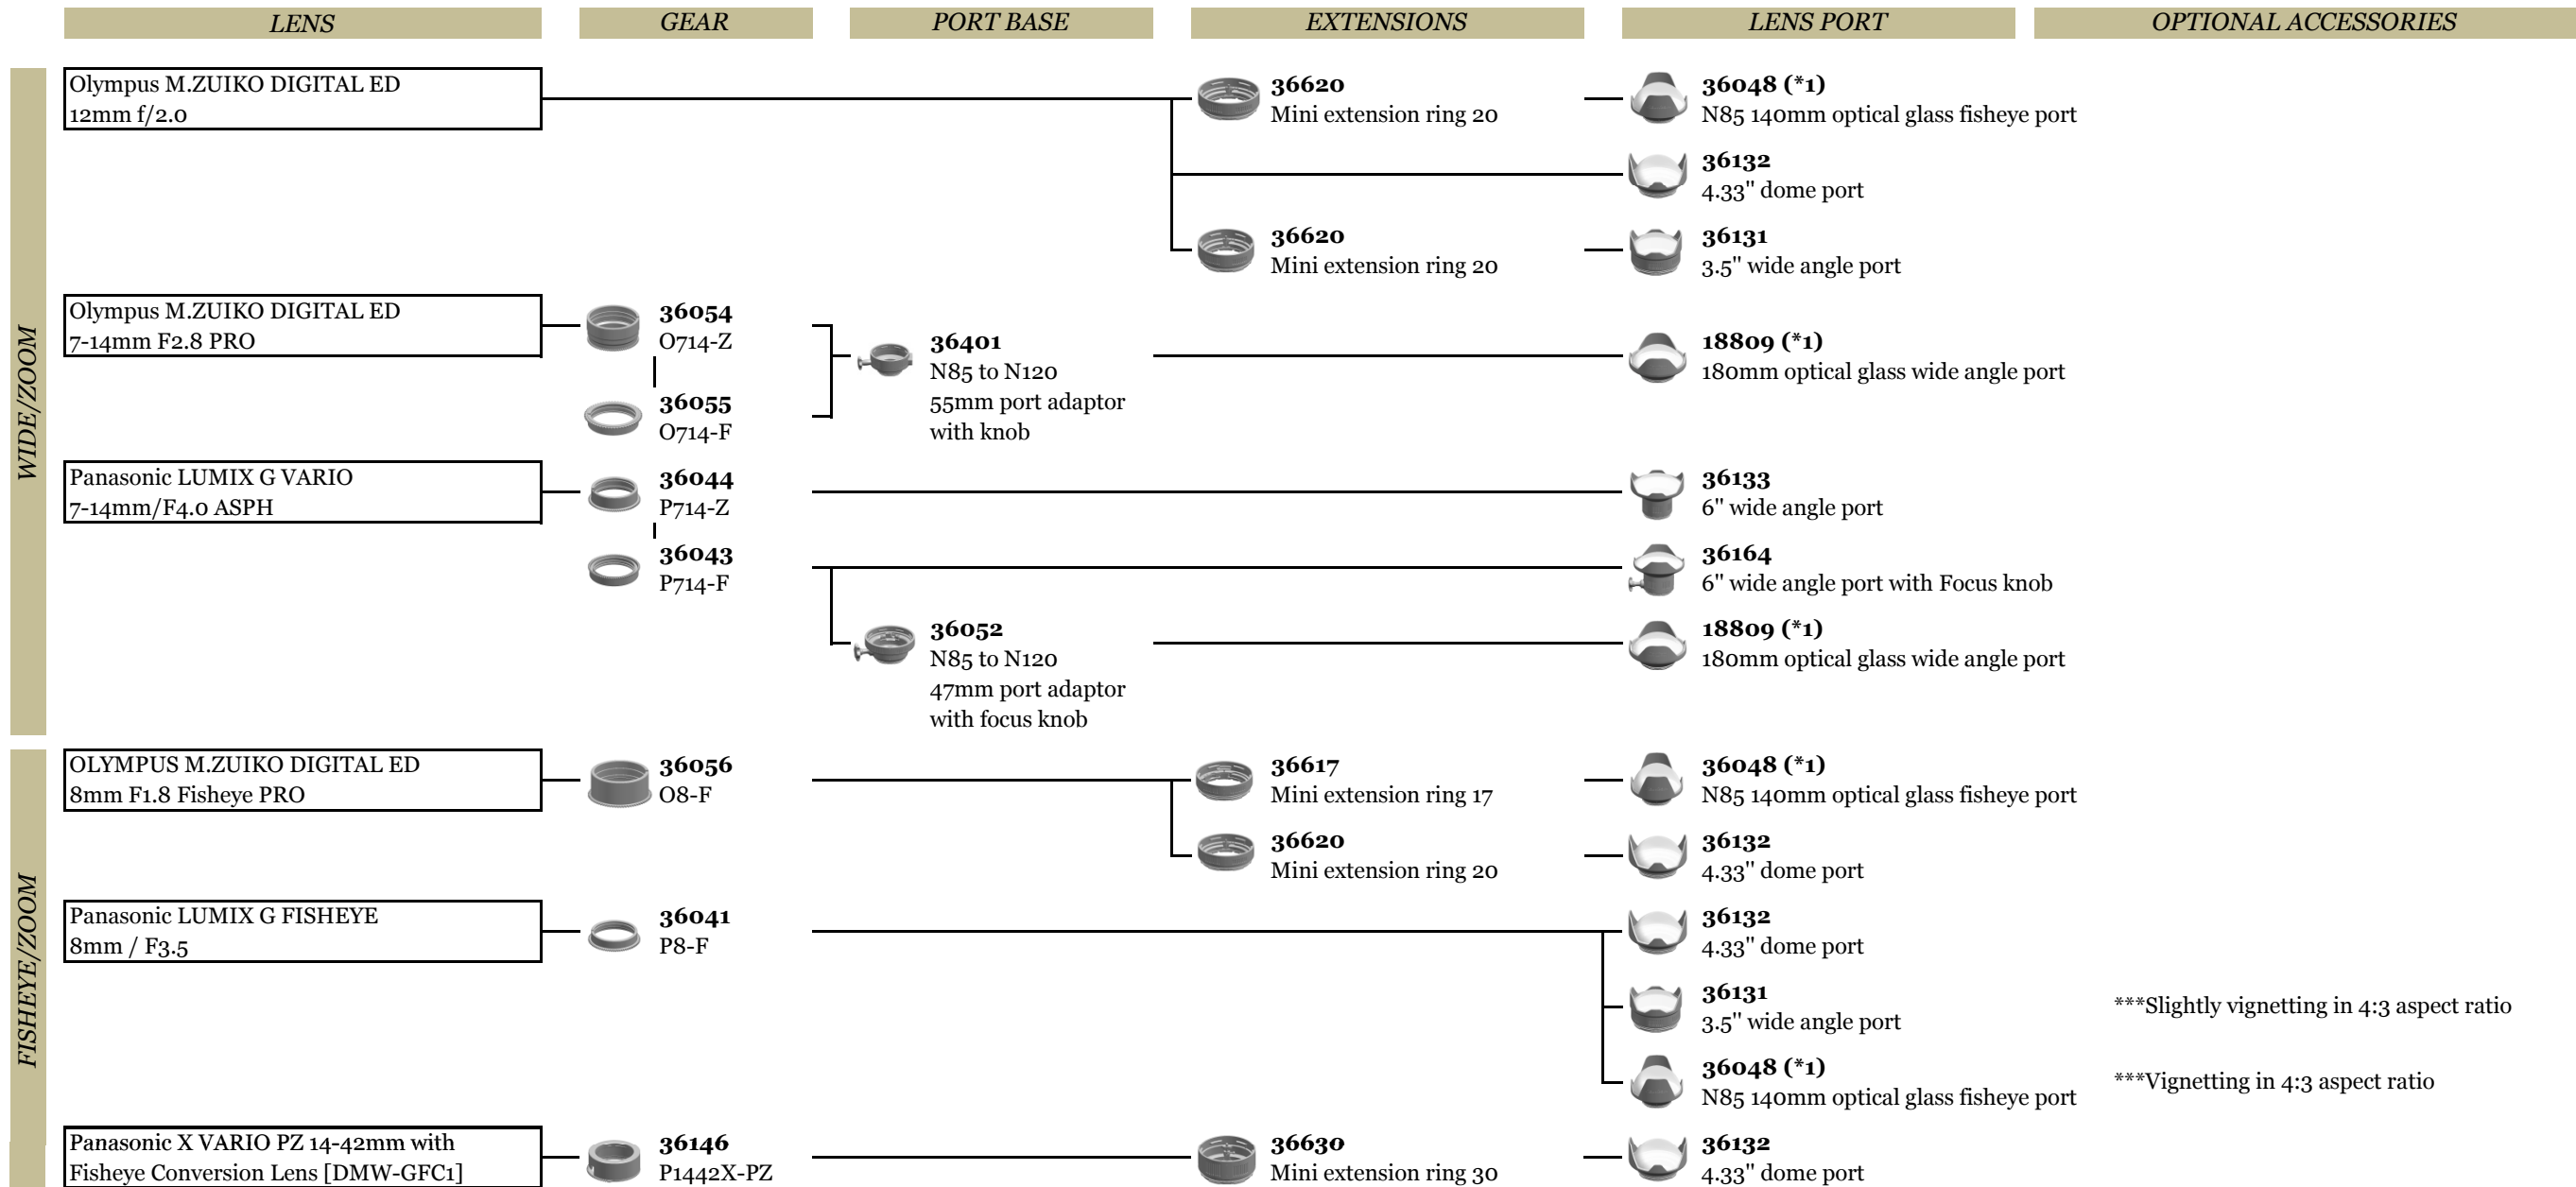 LENS
GEAR
PORT BASE
EXTENSIONS
LENS PORT
OPTIONAL ACCESSORIES
WIDE/ZOOM
Olympus M.ZUIKO DIGITAL ED
12mm f/2.0
36620
Mini extension ring 20
36048 (*1)
N85 140mm optical glass fisheye port
36132
4.33" dome port
36620
Mini extension ring 20
36131
3.5" wide angle port
Olympus M.ZUIKO DIGITAL ED
7-14mm F2.8 PRO
36054
O714-Z
36055
O714-F
36401
N85 to N120
55mm port adaptor
with knob
18809 (*1)
180mm optical glass wide angle port
Panasonic LUMIX G VARIO
7-14mm/F4.0 ASPH
36044
P714-Z
36133
6" wide angle port
36043
P714-F
36164
6" wide angle port with Focus knob
36052
N85 to N120
47mm port adaptor
with focus knob
18809 (*1)
180mm optical glass wide angle port
FISHEYE/ZOOM
OLYMPUS M.ZUIKO DIGITAL ED
8mm F1.8 Fisheye PRO
36056
O8-F
36617
Mini extension ring 17
36048 (*1)
N85 140mm optical glass fisheye port
36620
Mini extension ring 20
36132
4.33" dome port
Panasonic LUMIX G FISHEYE
8mm / F3.5
36041
P8-F
36132
4.33" dome port
36131
3.5" wide angle port
***Slightly vignetting in 4:3 aspect ratio
36048 (*1)
N85 140mm optical glass fisheye port
***Vignetting in 4:3 aspect ratio
Panasonic X VARIO PZ 14-42mm with
Fisheye Conversion Lens [DMW-GFC1]
36146
P1442X-PZ
36630
Mini extension ring 30
36132
4.33" dome port